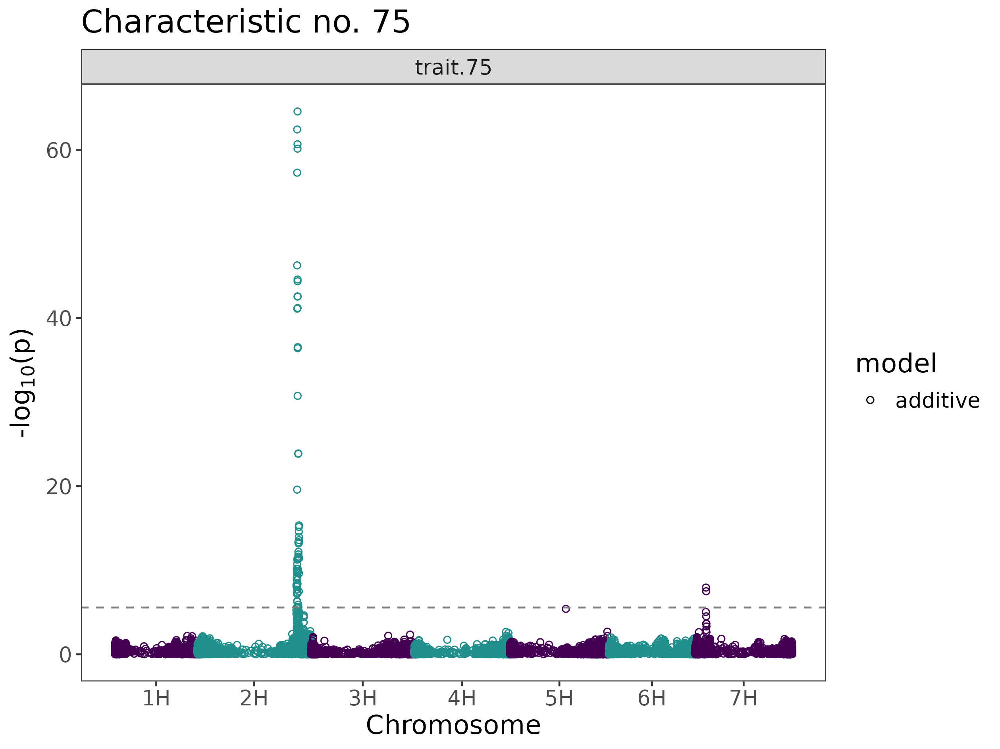 Characteristic no. 75
trait.75
60
40
20
0
-log10(p)
1H 2H 3H 4H 5H 6H 7H
Chromosome
model
additive